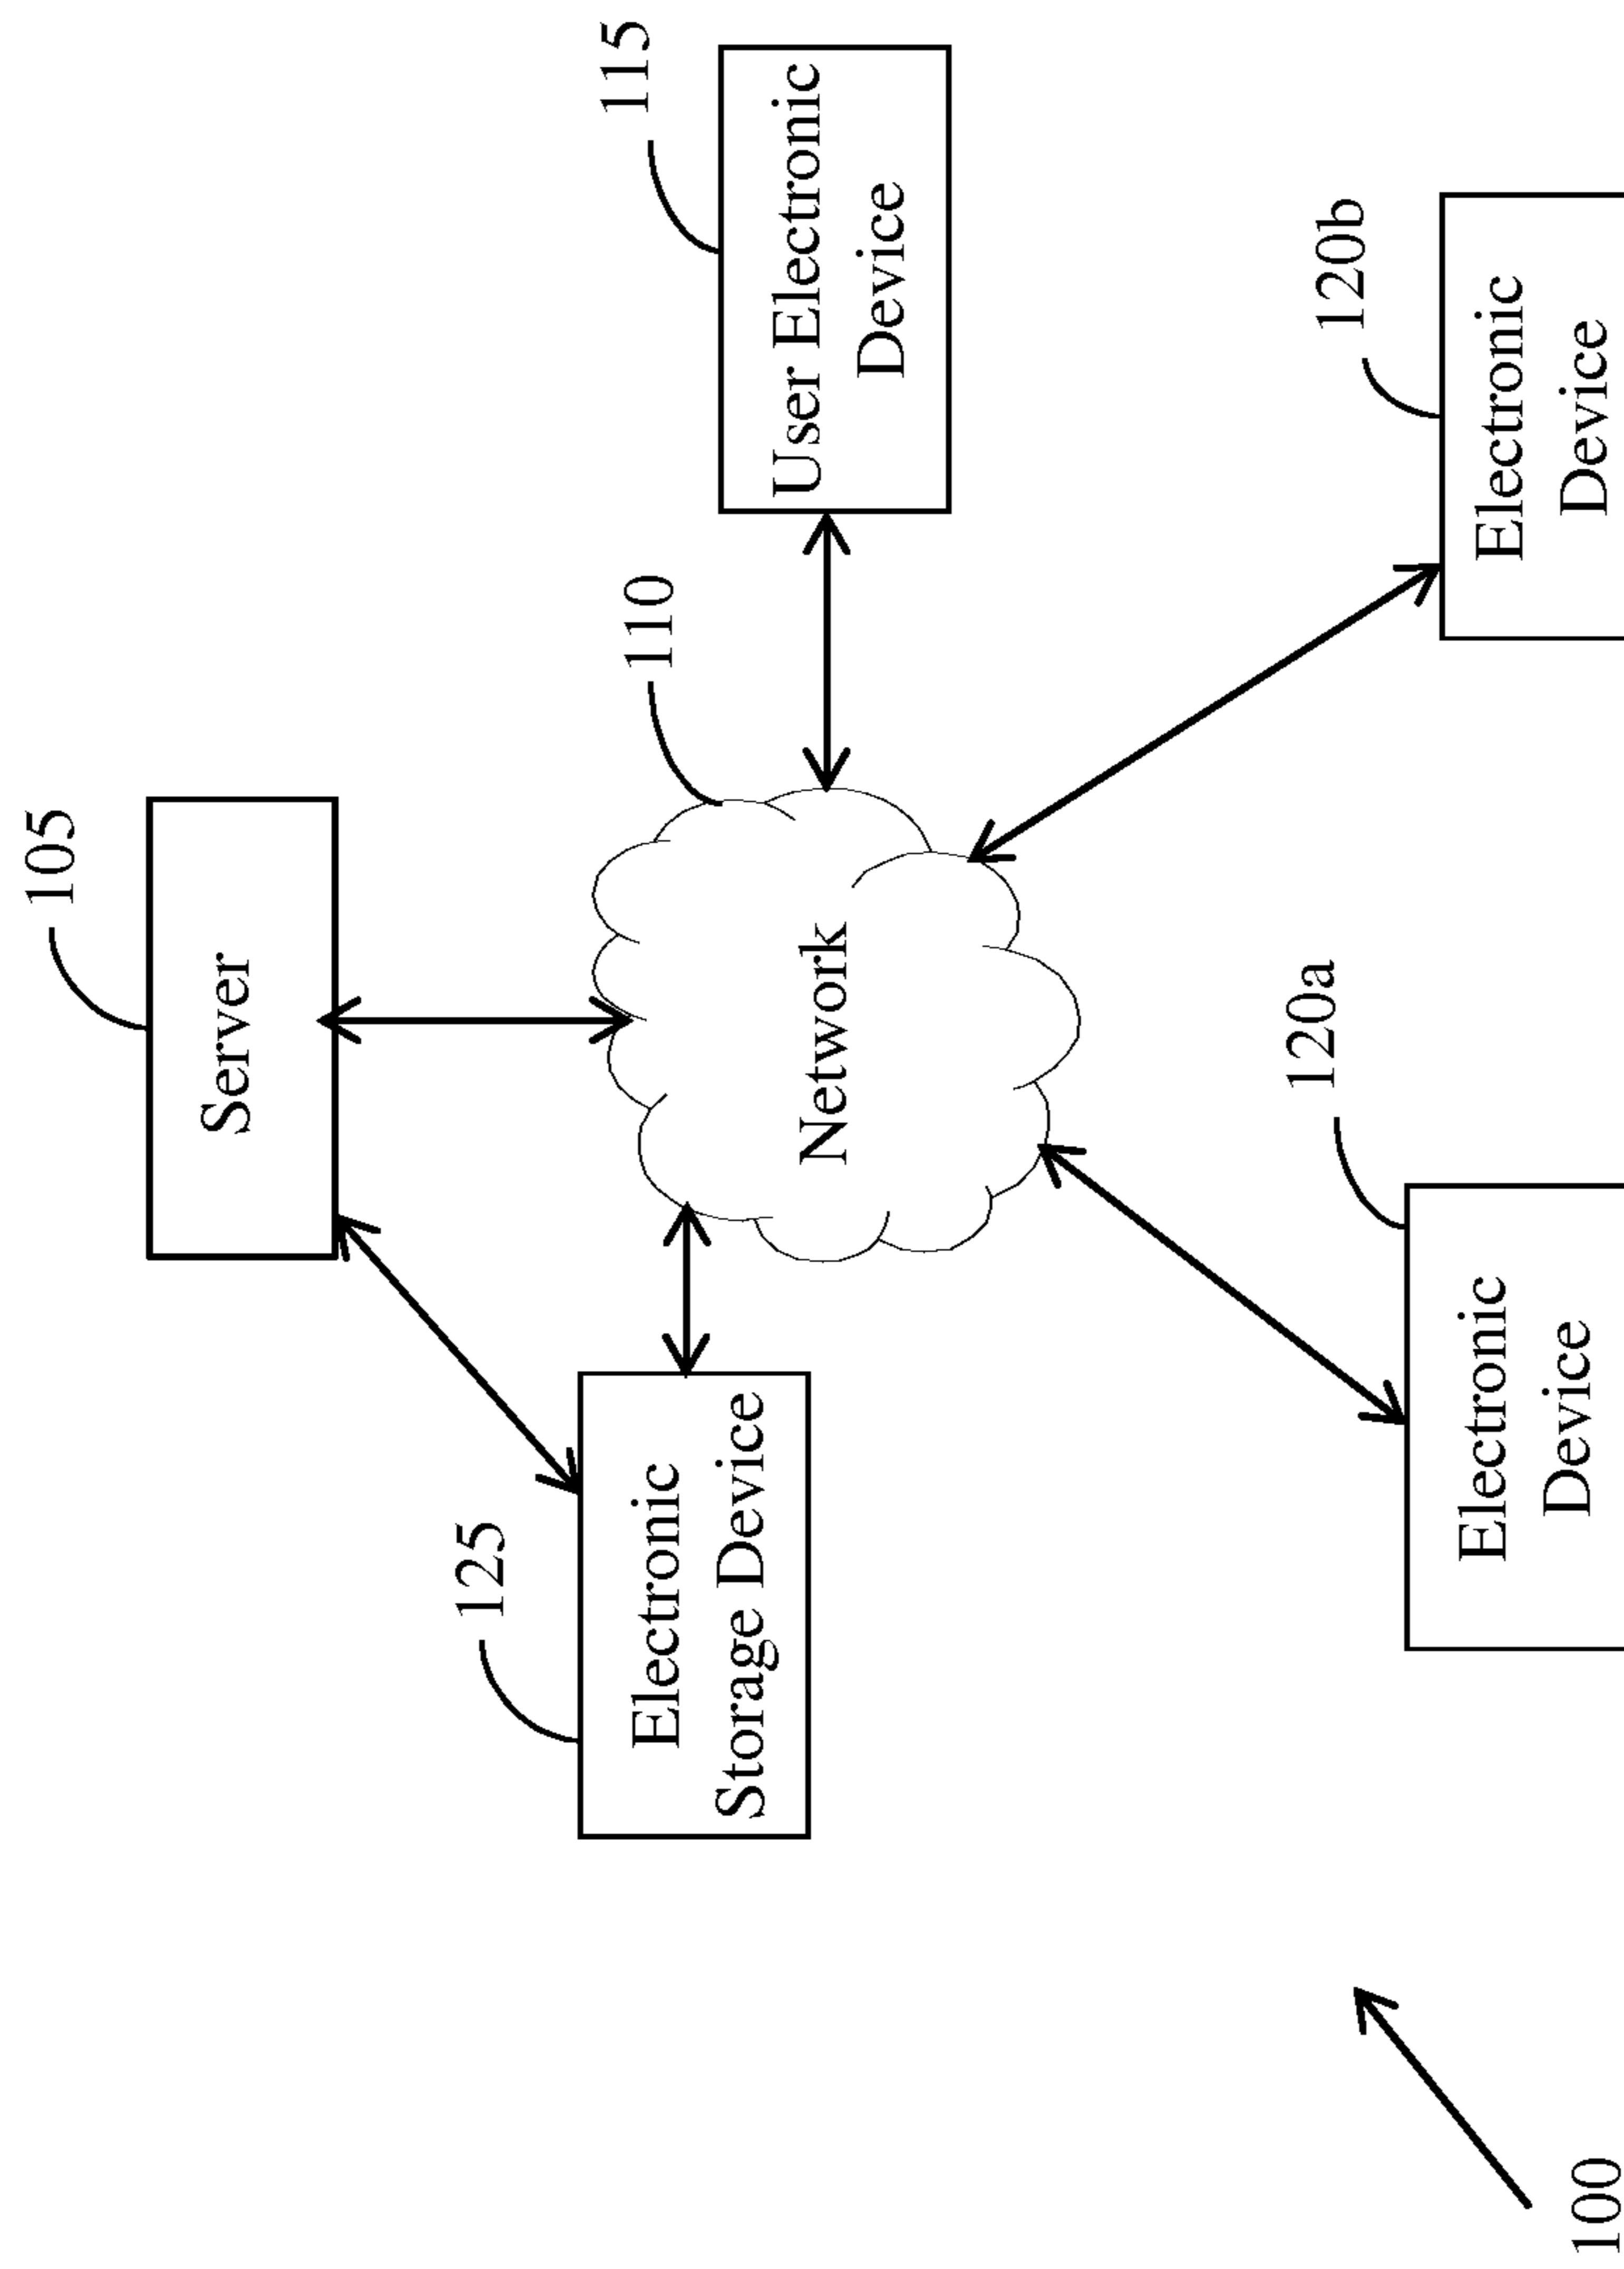 105
Server
125
Electronic
Storage Device
110
Network
115
User Electronic
Device
120a
Electronic
Device
120b
Electronic
Device
100